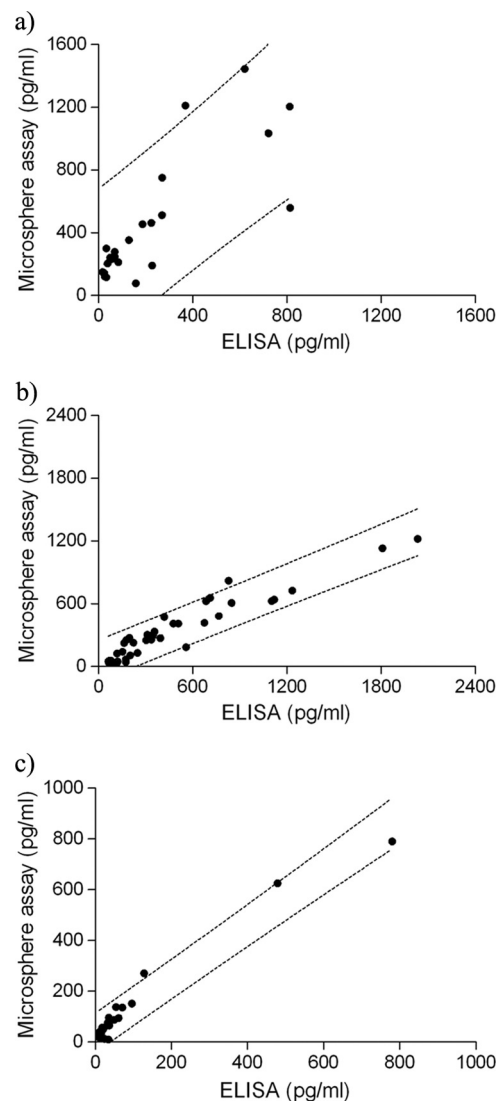 a)
Microsphere assay (pg/ml)
1600
1200
800
400
0
0 400 800 1200 1600
ELISA (pg/ml)
b)
Microsphere assay (pg/ml)
2400
1800
1200
600
0
0 600 1200 1800 2400
ELISA (pg/ml)
c)
Microsphere assay (pg/ml)
1000
800
600
400
200
0
0 200 400 600 800 1000
ELISA (pg/ml)